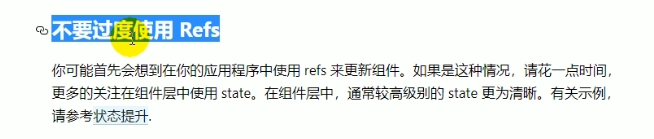 不要过度使用 Refs
你可能首先会想到在你的应用程序中使用 refs 来更新组件。如果是这种情况，请花一点时间，
更多的关注在组件层中使用 state。在组件层中，通常较高级别的 state 更为清晰。有关示例，
请参考状态提升.